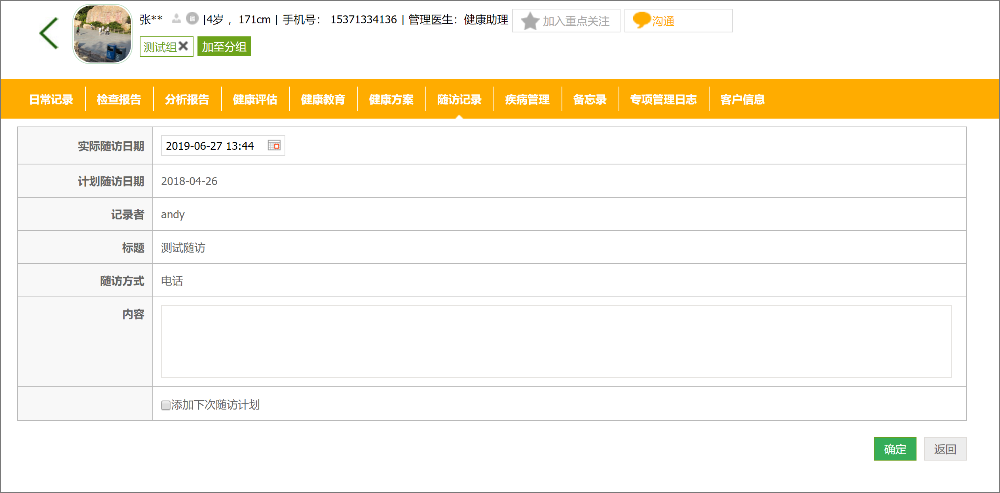 张** |4岁 , 171cm | 手机号: 15371334136 | 管理医生: 健康助理 加入重点关注 沟通
测试组 加至分组
日常记录 检查报告 分析报告 健康评估 健康教育 健康方案 随访记录 疾病管理 备忘录 专项管理日志 客户信息
实际随访日期 2019-06-27 13:44
计划随访日期 2018-04-26
记录者 andy
标题 测试随访
随访方式 电话
内容
添加下次随访计划
确定 返回